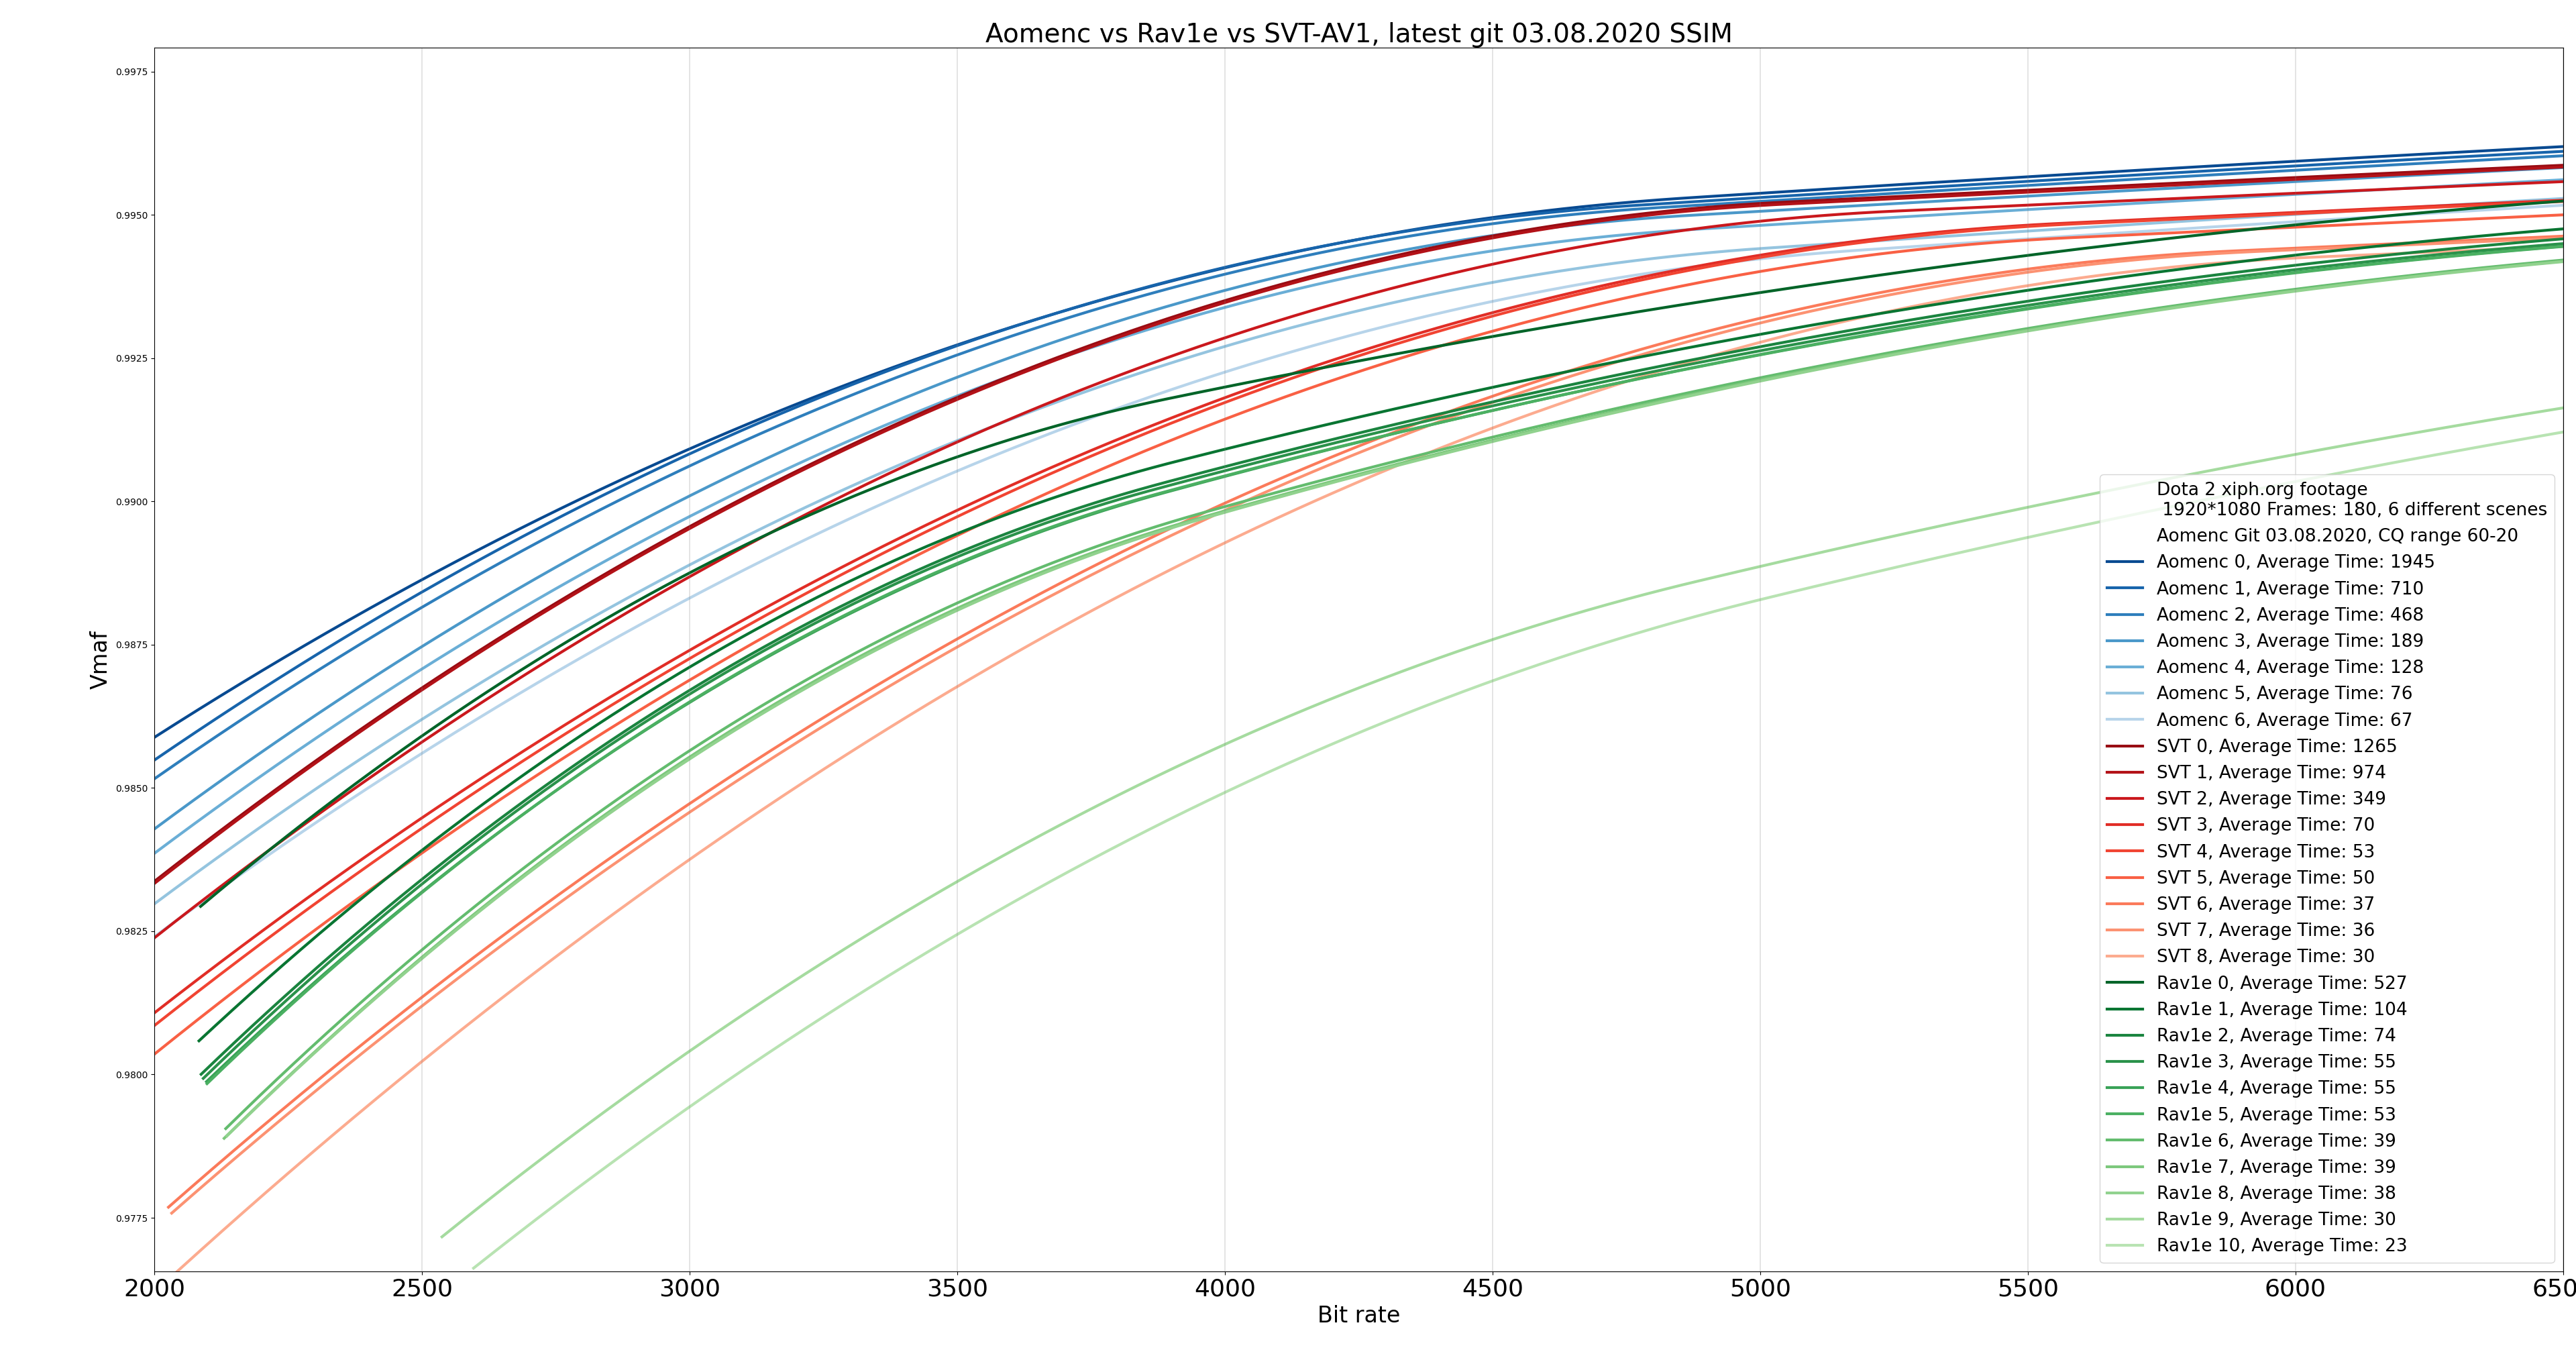 Aomenc vs Rav1e vs SVT-AV1, latest git 03.08.2020 SSIM
Vmaf
0.9975
0.9950
0.9925
0.9900
0.9875
0.9850
0.9825
0.9800
0.9775
Dota 2 xiph.org footage
1920*1080 Frames: 180, 6 different scenes
Aomenc Git 03.08.2020, CQ range 60-20
Aomenc 0, Average Time: 1945
Aomenc 1, Average Time: 710
Aomenc 2, Average Time: 468
Aomenc 3, Average Time: 189
Aomenc 4, Average Time: 128
Aomenc 5, Average Time: 76
Aomenc 6, Average Time: 67
SVT 0, Average Time: 1265
SVT 1, Average Time: 974
SVT 2, Average Time: 349
SVT 3, Average Time: 70
SVT 4, Average Time: 53
SVT 5, Average Time: 50
SVT 6, Average Time: 37
SVT 7, Average Time: 36
SVT 8, Average Time: 30
Rav1e 0, Average Time: 527
Rav1e 1, Average Time: 104
Rav1e 2, Average Time: 74
Rav1e 3, Average Time: 55
Rav1e 4, Average Time: 55
Rav1e 5, Average Time: 53
Rav1e 6, Average Time: 39
Rav1e 7, Average Time: 39
Rav1e 8, Average Time: 38
Rav1e 9, Average Time: 30
Rav1e 10, Average Time: 23
2000 2500 3000 3500 4000 4500 5000 5500 6000 650
Bit rate